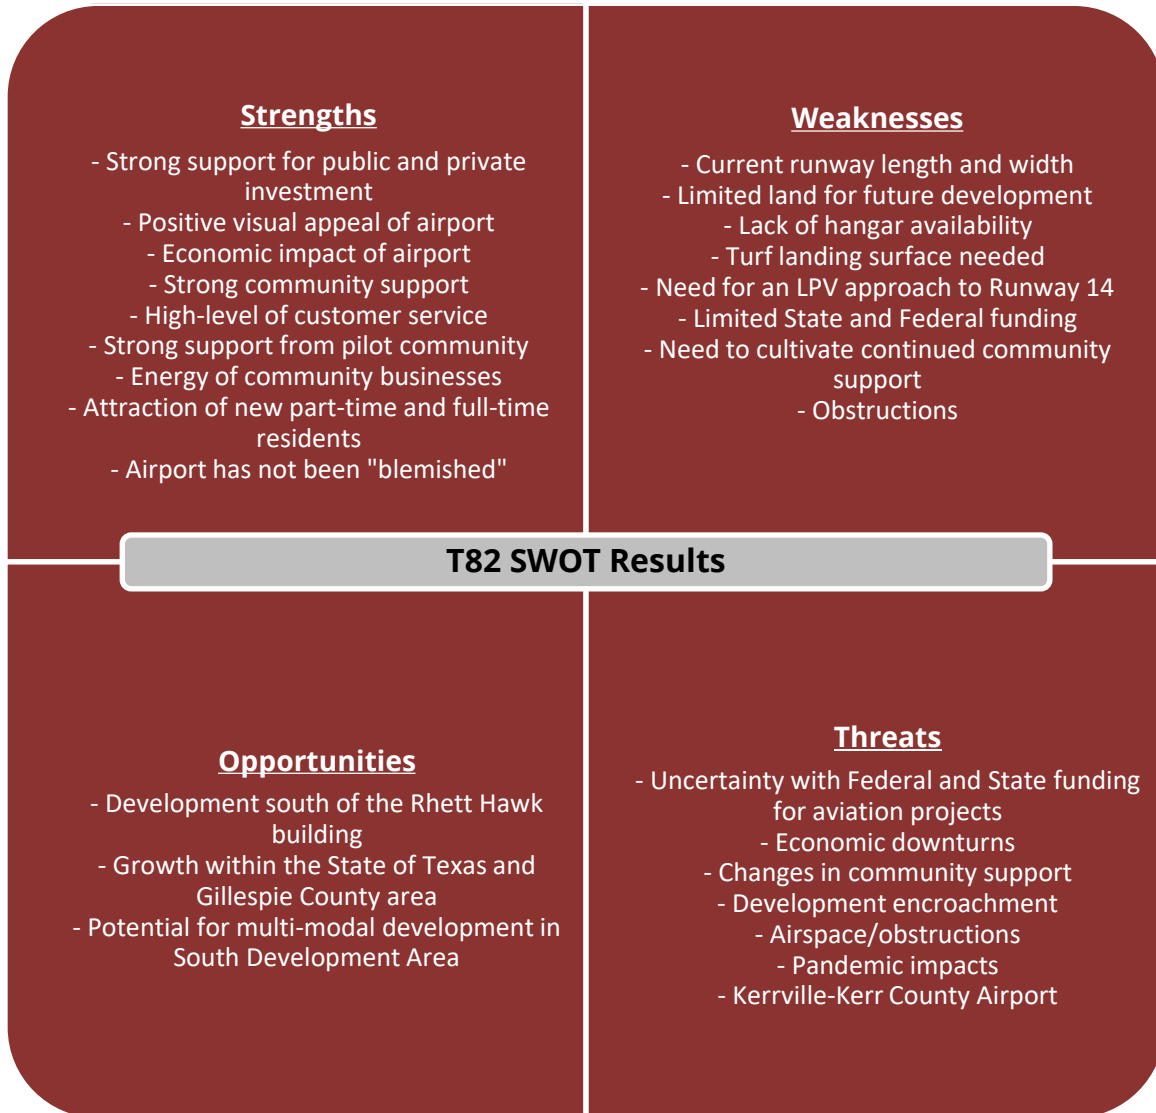 Strengths
- Strong support for public and private
investment
- Positive visual appeal of airport
- Economic impact of airport
- Strong community support
- High-level of customer service
- Strong support from pilot community
- Energy of community businesses
- Attraction of new part-time and full-time
residents
- Airport has not been "blemished"
Weaknesses
- Current runway length and width
- Limited land for future development
- Lack of hangar availability
- Turf landing surface needed
- Need for an LPV approach to Runway 14
- Limited State and Federal funding
- Need to cultivate continued community
support
- Obstructions
T82 SWOT Results
Opportunities
- Development south of the Rhett Hawk
building
- Growth within the State of Texas and
Gillespie County area
- Potential for multi-modal development in
South Development Area
Threats
- Uncertainty with Federal and State funding
for aviation projects
- Economic downturns
- Changes in community support
- Development encroachment
- Airspace/obstructions
- Pandemic impacts
- Kerrville-Kerr County Airport